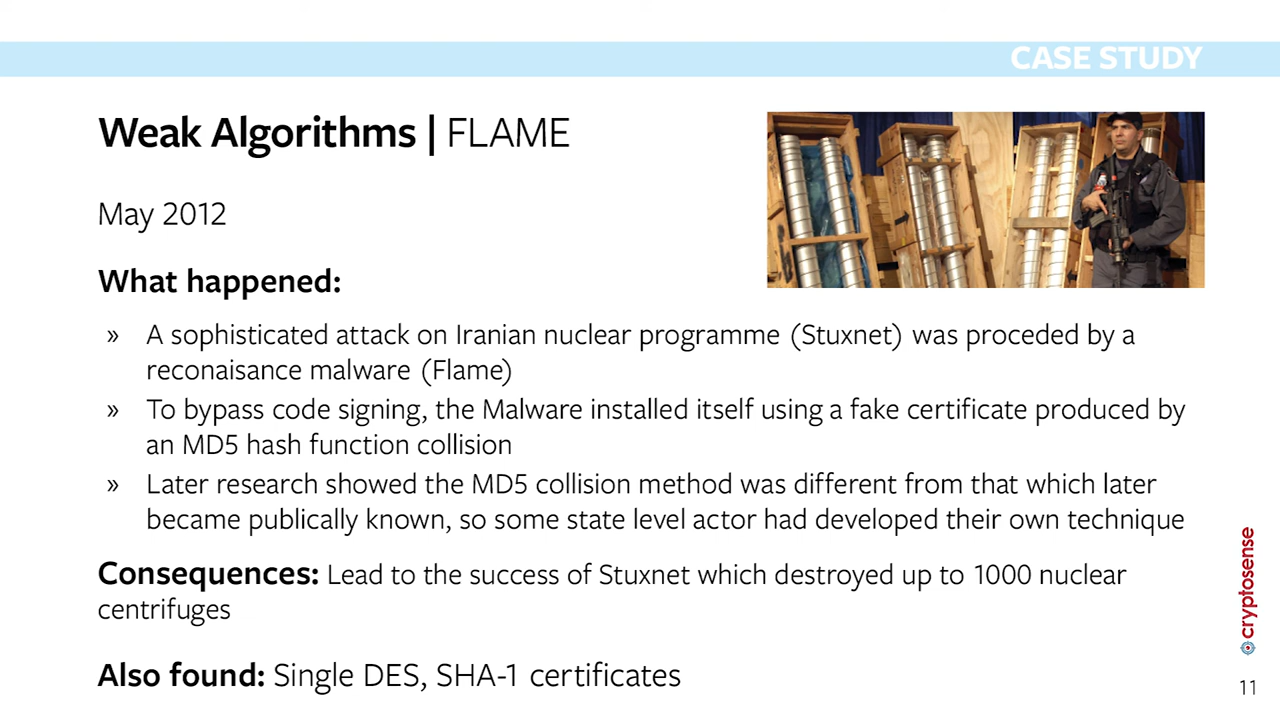 CASE STUDY
Weak Algorithms | FLAME
May 2012
What happened:
» A sophisticated attack on Iranian nuclear programme (Stuxnet) was proceded by a
reconaisance malware (Flame)
» To bypass code signing, the Malware installed itself using a fake certificate produced by
an MD5 hash function collision
» Later research showed the MD5 collision method was different from that which later
became publically known, so some state level actor had developed their own technique
Consequences: Lead to the success of Stuxnet which destroyed up to 1000 nuclear
centrifuges
Also found: Single DES, SHA-1 certificates
cryptosense
11